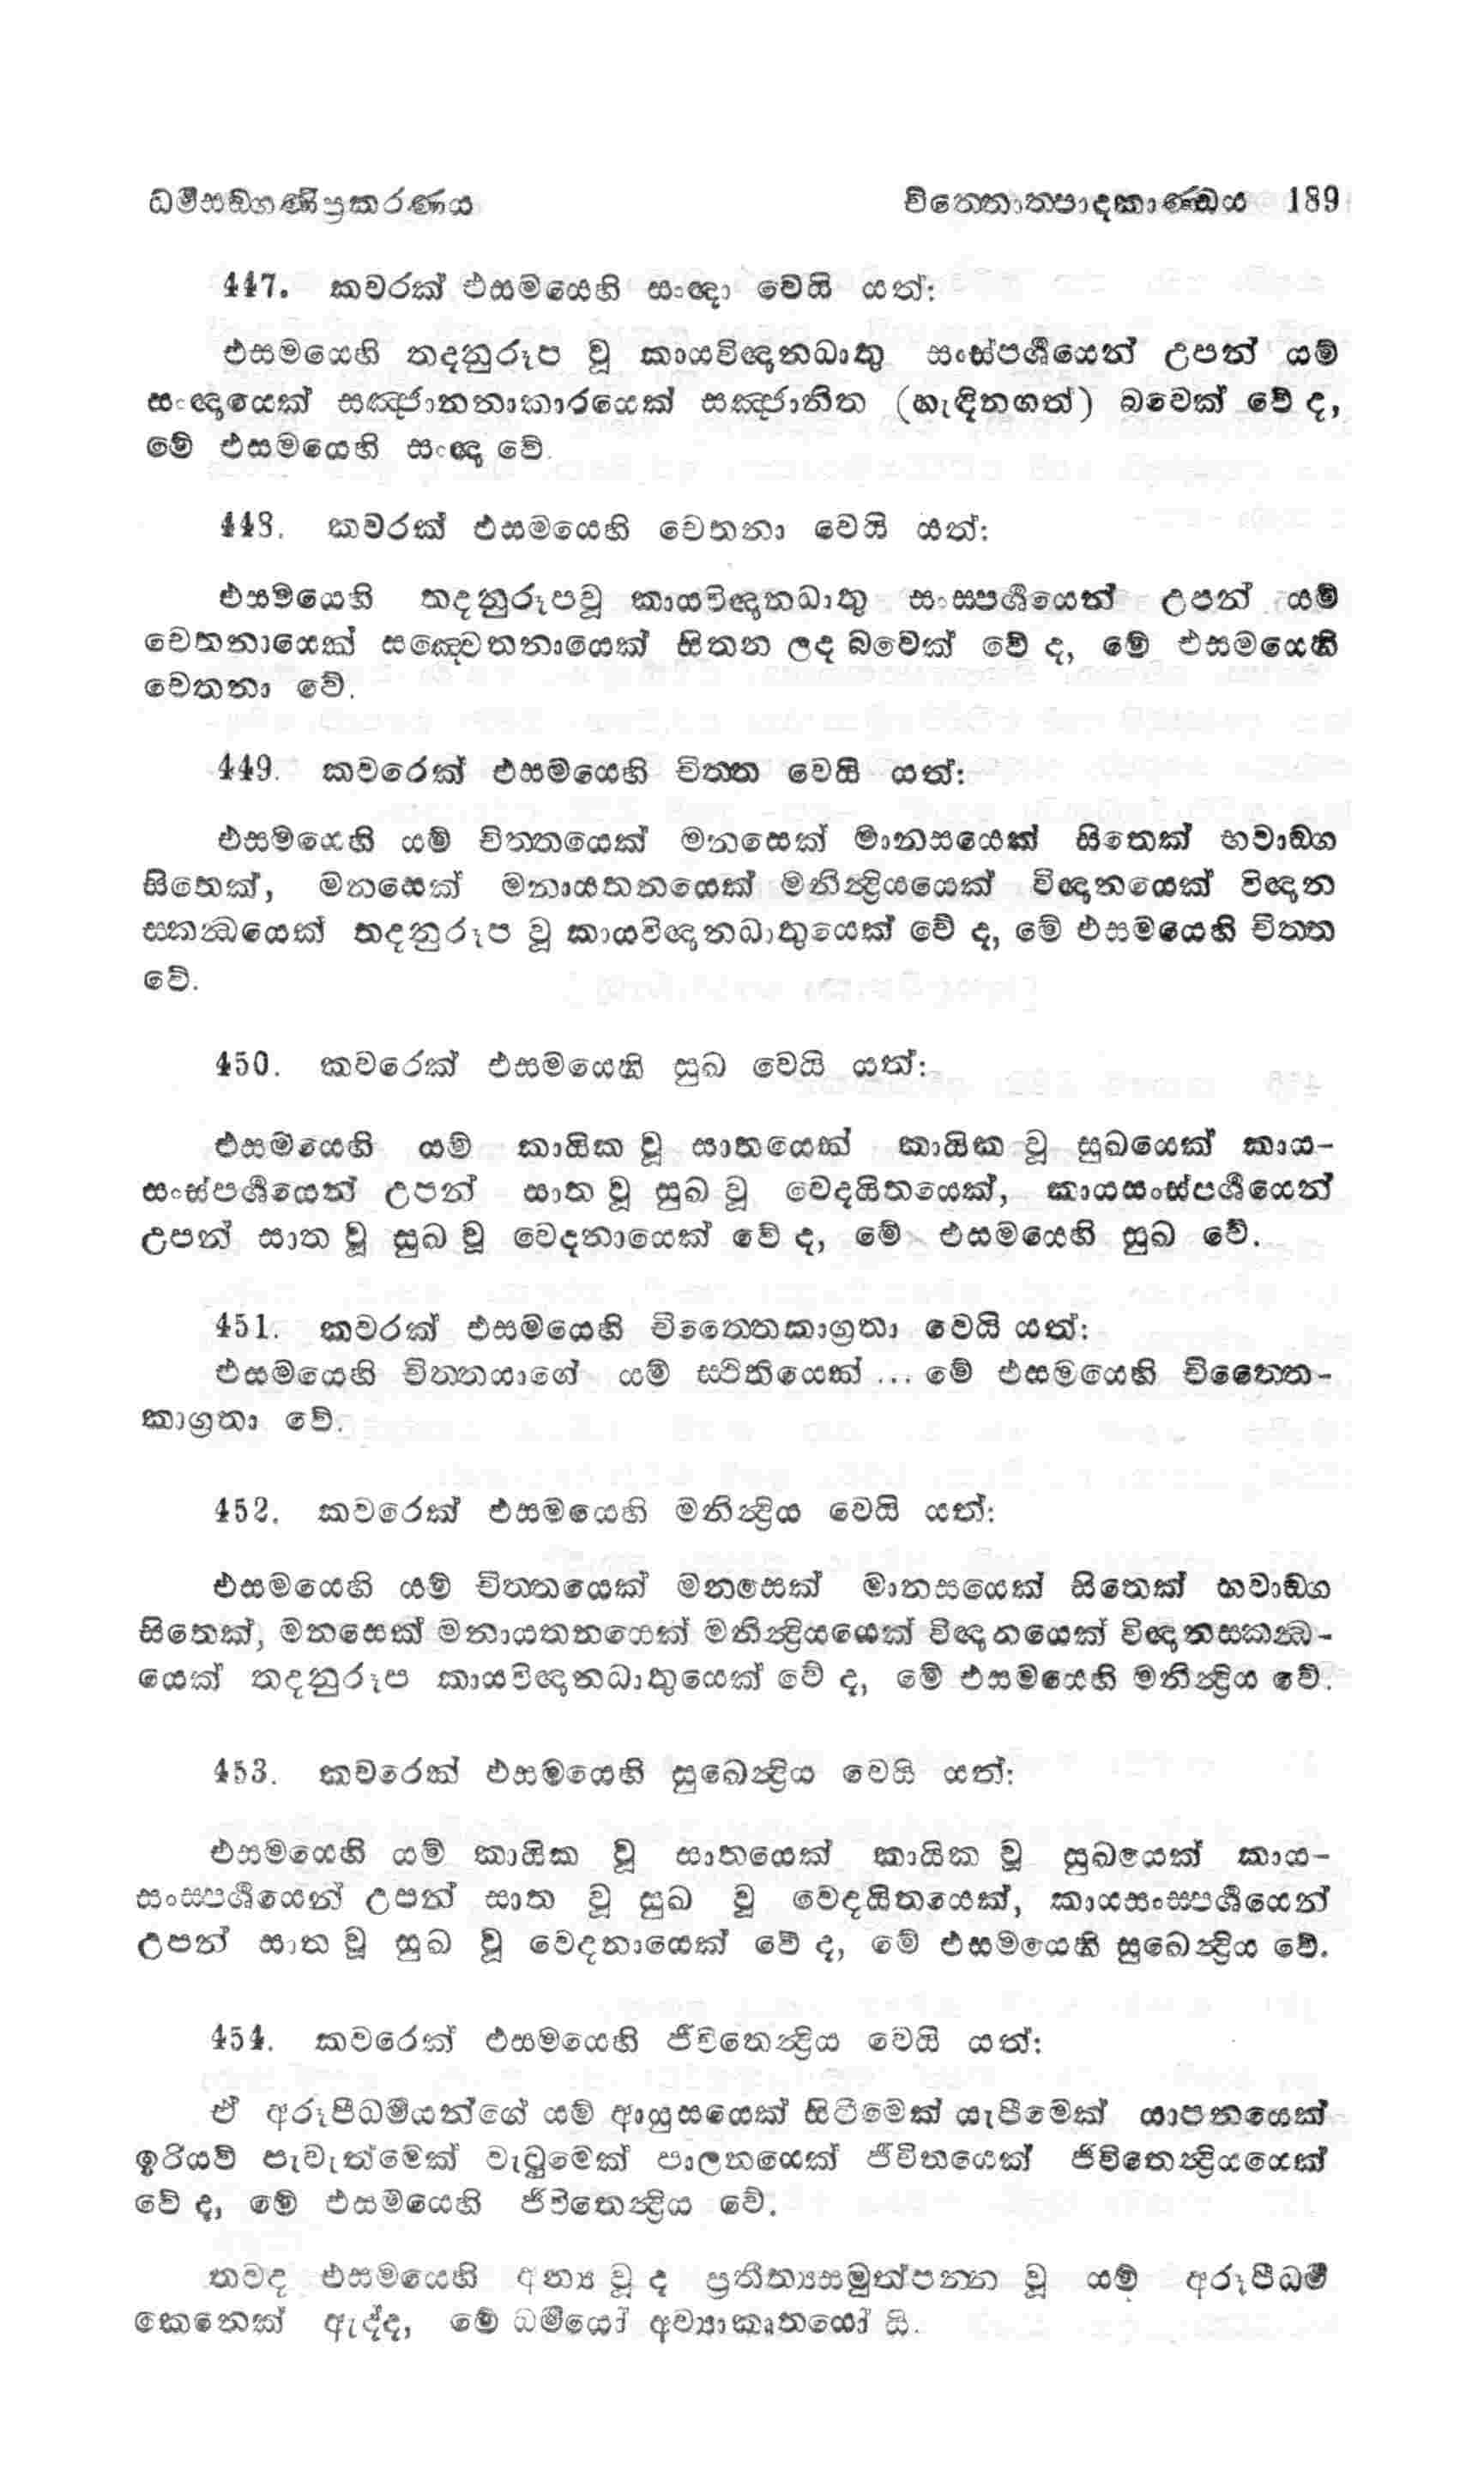 ධර්මසඞ්ගණිප්‍රකරණය චිත්තොත්පාදකාණ්ඩය 189
447. කවරක් එසමයෙහි සංඥා වෙයි යත්:
එසමයෙහි තදනුරූප වූ කායවිඥානධාතු සංස්පර්ශයෙන් උපන් යම්
සංඥායෙක් සඤ්ජානනාකාරයෙක් සඤ්ජානිත (හැඳිනගත්) බවෙක් වේ ද,
මේ එසමයෙහි සංඥා වේ.
448. කවරක් එසමයෙහි චෙතනා වෙයි යත්:
එසමයෙහි තදනුරූපවූ කායවිඥානධාතු සංස්පර්ශයෙන් උපන් යම්
චෙතනායෙක් සඤ්චෙතනායෙක් සිතන ලද බවෙක් වේ ද, මේ එසමයෙහි
චෙතනා වේ.
449. කවරෙක් එසමයෙහි චිත්ත වෙයි යත්:
එසමයෙහි යම් චිත්තයෙක් මනසෙක් මානසයෙක් සිතෙක් භවාඞ්ග
සිතෙක්, මනසෙක් මනායතනයෙක් මනින්ද්‍රියයෙක් විඥානයෙක් විඥාන
ස්කන්ධයෙක් තදනුරූප වූ කායවිඥානධාතුයෙක් වේ ද, මේ එසමයෙහි චිත්ත
වේ.
450. කවරෙක් එසමයෙහි සුඛ වෙයි යත්:
එසමයෙහි යම් කායික වූ සාතයෙක් කායික වූ සුඛයෙක් කාය-
සංස්පර්ශයෙන් උපන් සාත වූ සුඛ වූ වෙදයිතයෙක්, කායසංස්පර්ශයෙන්
උපන් සාත වූ සුඛ වූ වෙදනායෙක් වේ ද, මේ එසමයෙහි සුඛ වේ.
451. කවරක් එසමයෙහි චිත්තෛකාග්‍රතා වෙයි යත්:
එසමයෙහි චිත්තයාගේ යම් ස්ථිතියෙක් ... මේ එසමයෙහි චිත්තෛ-
කාග්‍රතා වේ.
452. කවරෙක් එසමයෙහි මනින්ද්‍රිය වෙයි යත්:
එසමයෙහි යම් චිත්තයෙක් මනසෙක් මානසයෙක් සිතෙක් භවාඞ්ග
සිතෙක්, මනසෙක් මනායතනයෙක් මනින්ද්‍රියයෙක් විඥානයෙක් විඥානස්කන්ධ-
යෙක් තදනුරූප කායවිඥානධාතුයෙක් වේ ද, මේ එසමයෙහි මනින්ද්‍රිය වේ.
453. කවරෙක් එසමයෙහි සුඛෙන්ද්‍රිය වෙයි යත්:
එසමයෙහි යම් කායික වූ සාතයෙක් කායික වූ සුඛයෙක් කාය-
සංස්පර්ශයෙන් උපන් සාත වූ සුඛ වූ වෙදයිතයෙක්, කායසංස්පර්ශයෙන්
උපන් සාත වූ සුඛ වූ වෙදනායෙක් වේ ද, මේ එසමයෙහි සුඛෙන්ද්‍රිය වේ.
454. කවරෙක් එසමයෙහි ජීවිතෙන්ද්‍රිය වෙයි යත්:
ඒ අරූපීධර්මයන්ගේ යම් ආයුසයෙක් සිටීමෙක් යැපීමෙක් යාපනයෙක්
ඉරියව් පැවැත්මෙක් වැටුමෙක් පාලනයෙක් ජීවිතයෙක් ජීවිතෙන්ද්‍රියයෙක්
වේ ද, මේ එසමයෙහි ජීවිතෙන්ද්‍රිය වේ.
තවද එසමයෙහි අන්‍ය වූ ද ප්‍රතීත්‍යසමුත්පන්න වූ යම් අරූපීධර්ම
කෙනෙක් ඇද්ද, මේ ධර්මයෝ අව්‍යාකෘතයෝ යි.